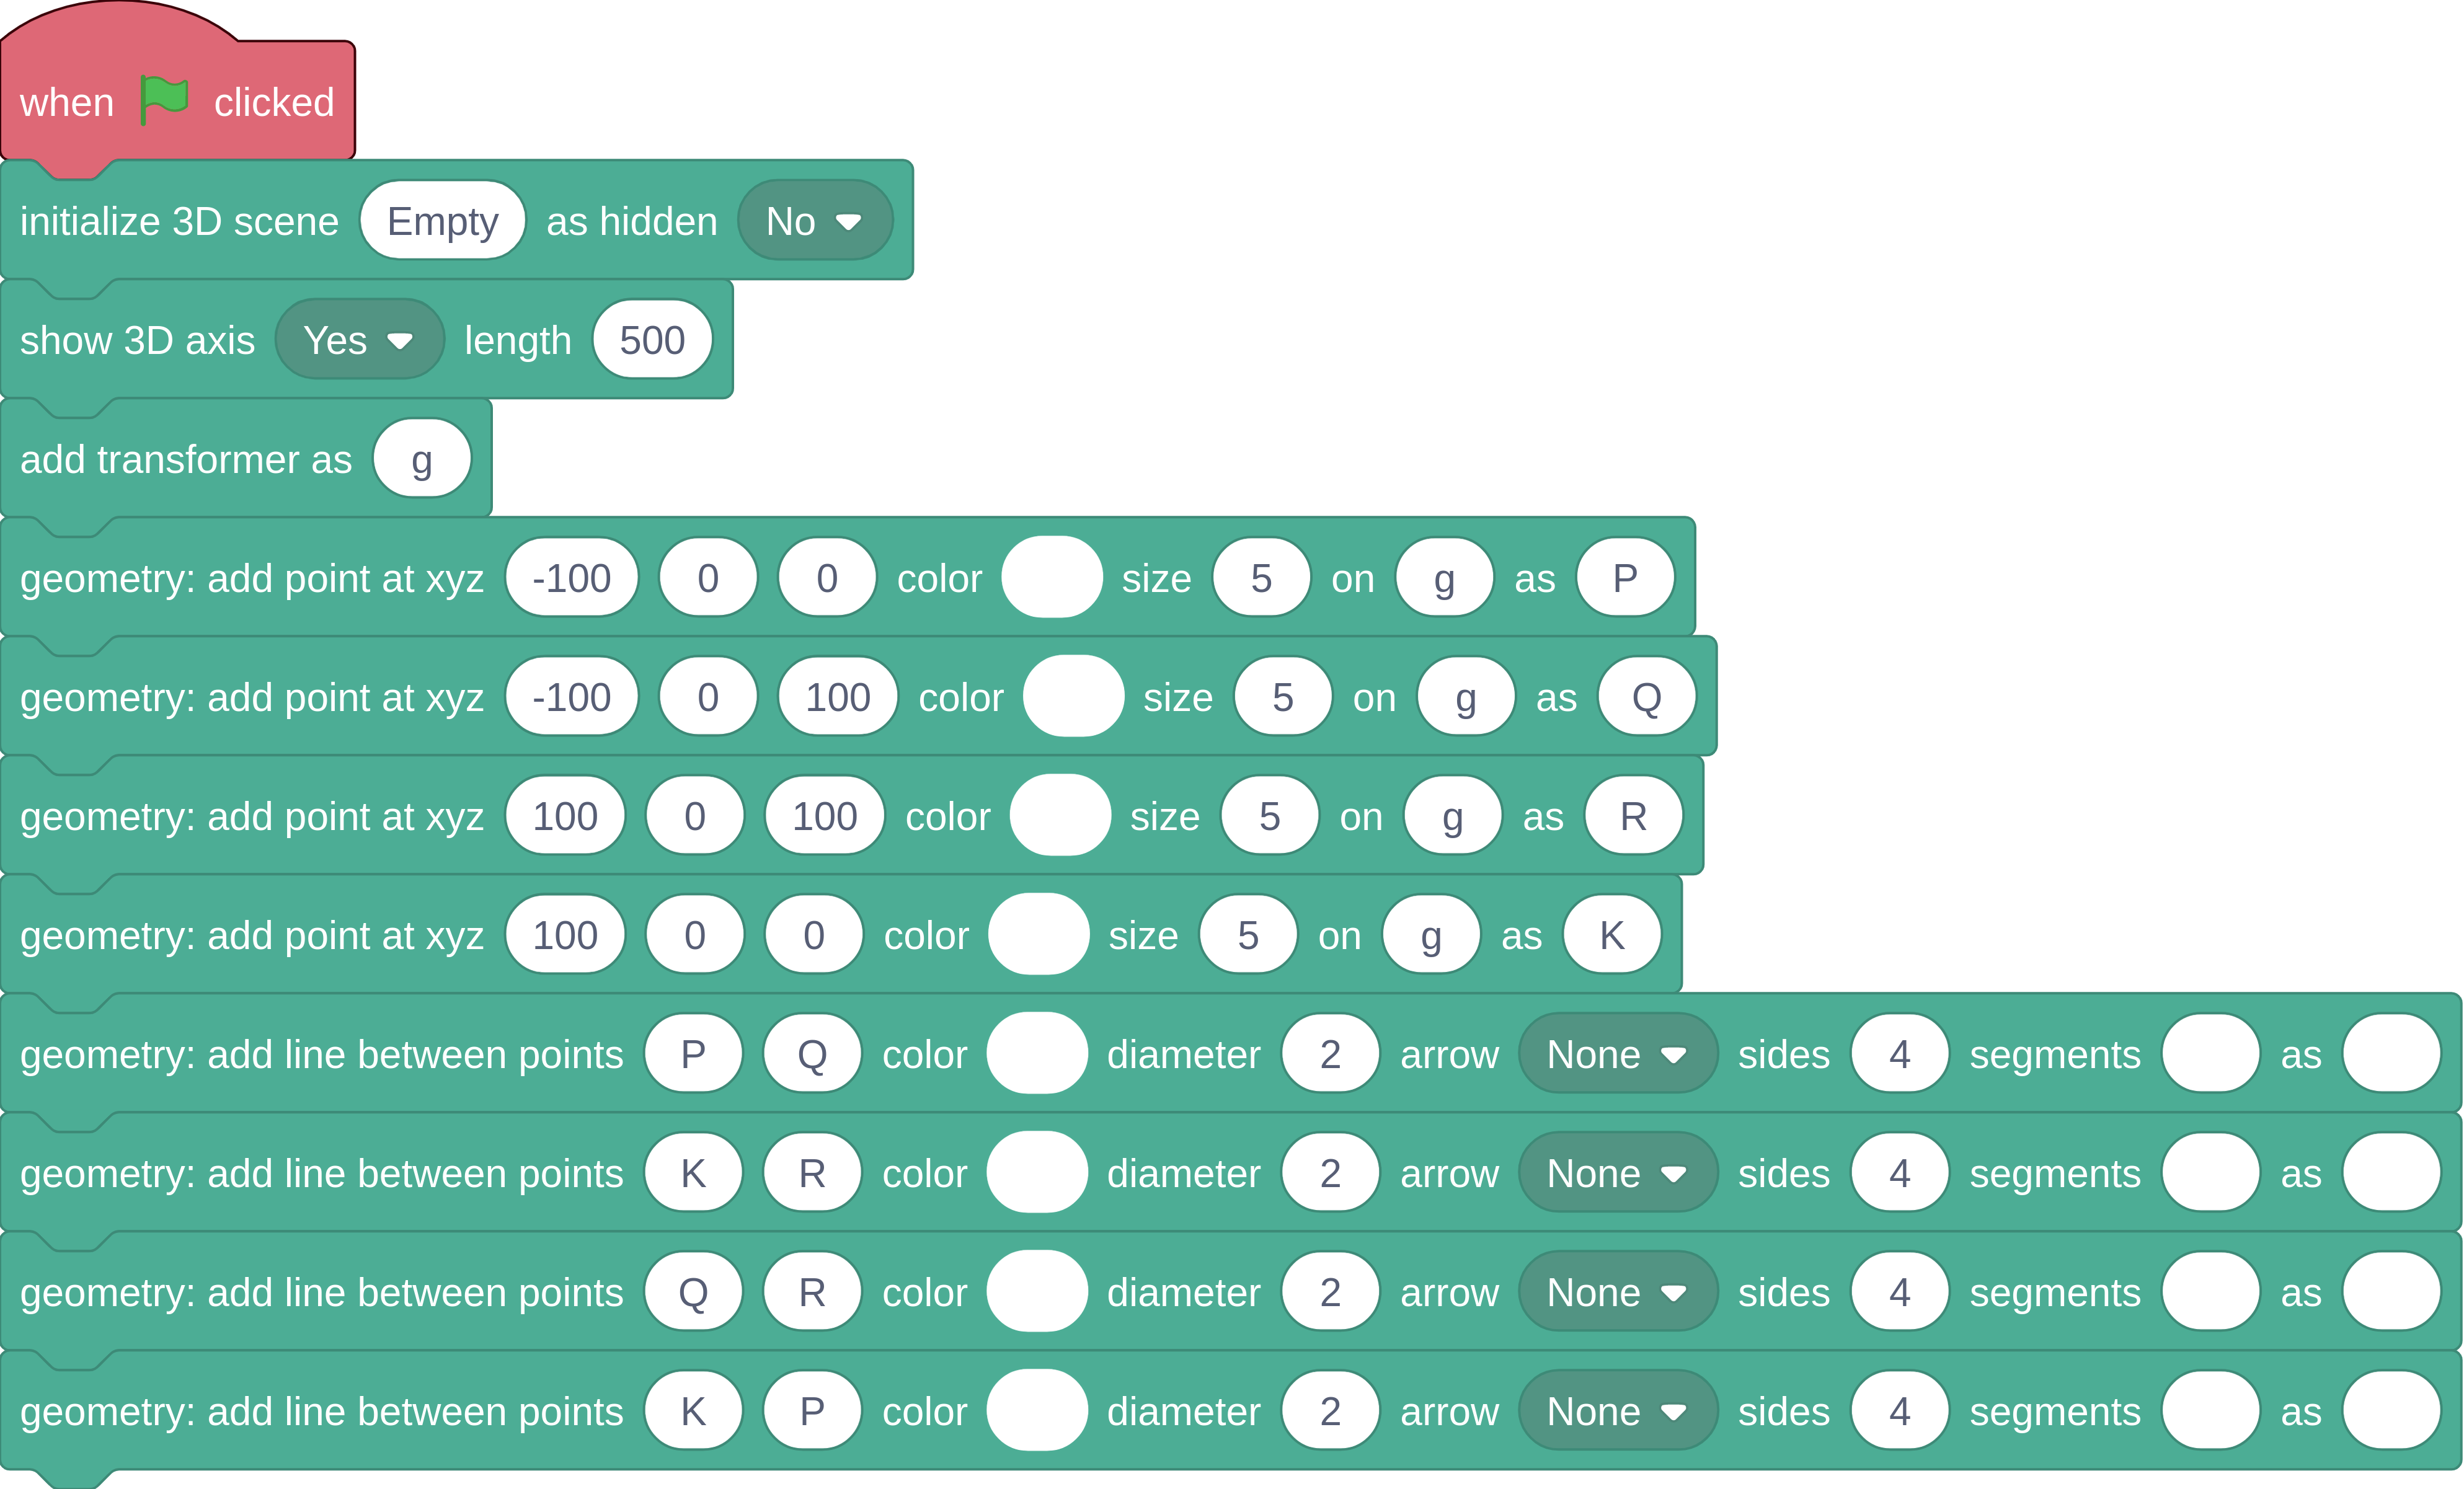 when clicked
initialize 3D scene Empty as hidden No
show 3D axis Yes length 500
add transformer as g
geometry: add point at xyz -100 0 0 color size 5 on g as P
geometry: add point at xyz -100 0 100 color size 5 on g as Q
geometry: add point at xyz 100 0 100 color size 5 on g as R
geometry: add point at xyz 100 0 0 color size 5 on g as K
geometry: add line between points P Q color diameter 2 arrow None sides 4 segments as
geometry: add line between points K R color diameter 2 arrow None sides 4 segments as
geometry: add line between points Q R color diameter 2 arrow None sides 4 segments as
geometry: add line between points K P color diameter 2 arrow None sides 4 segments as